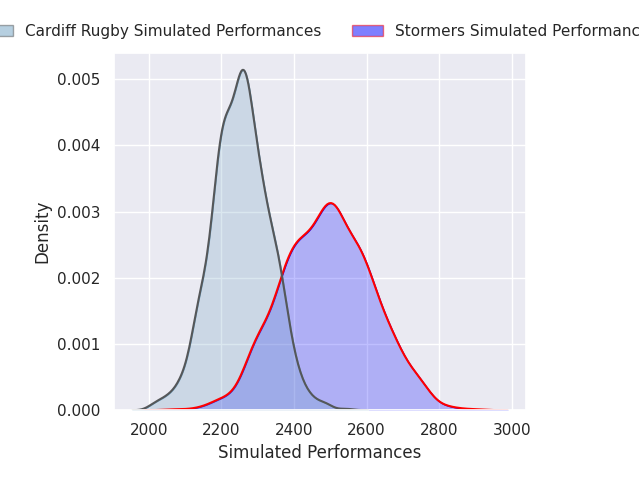 Cardiff Rugby Simulated Performances
Stormers Simulated
0.005
0.004
0.003
0.002
0.001
0.000
Density
2000 2200 2400 2600 2800 3000
Simulated Performances